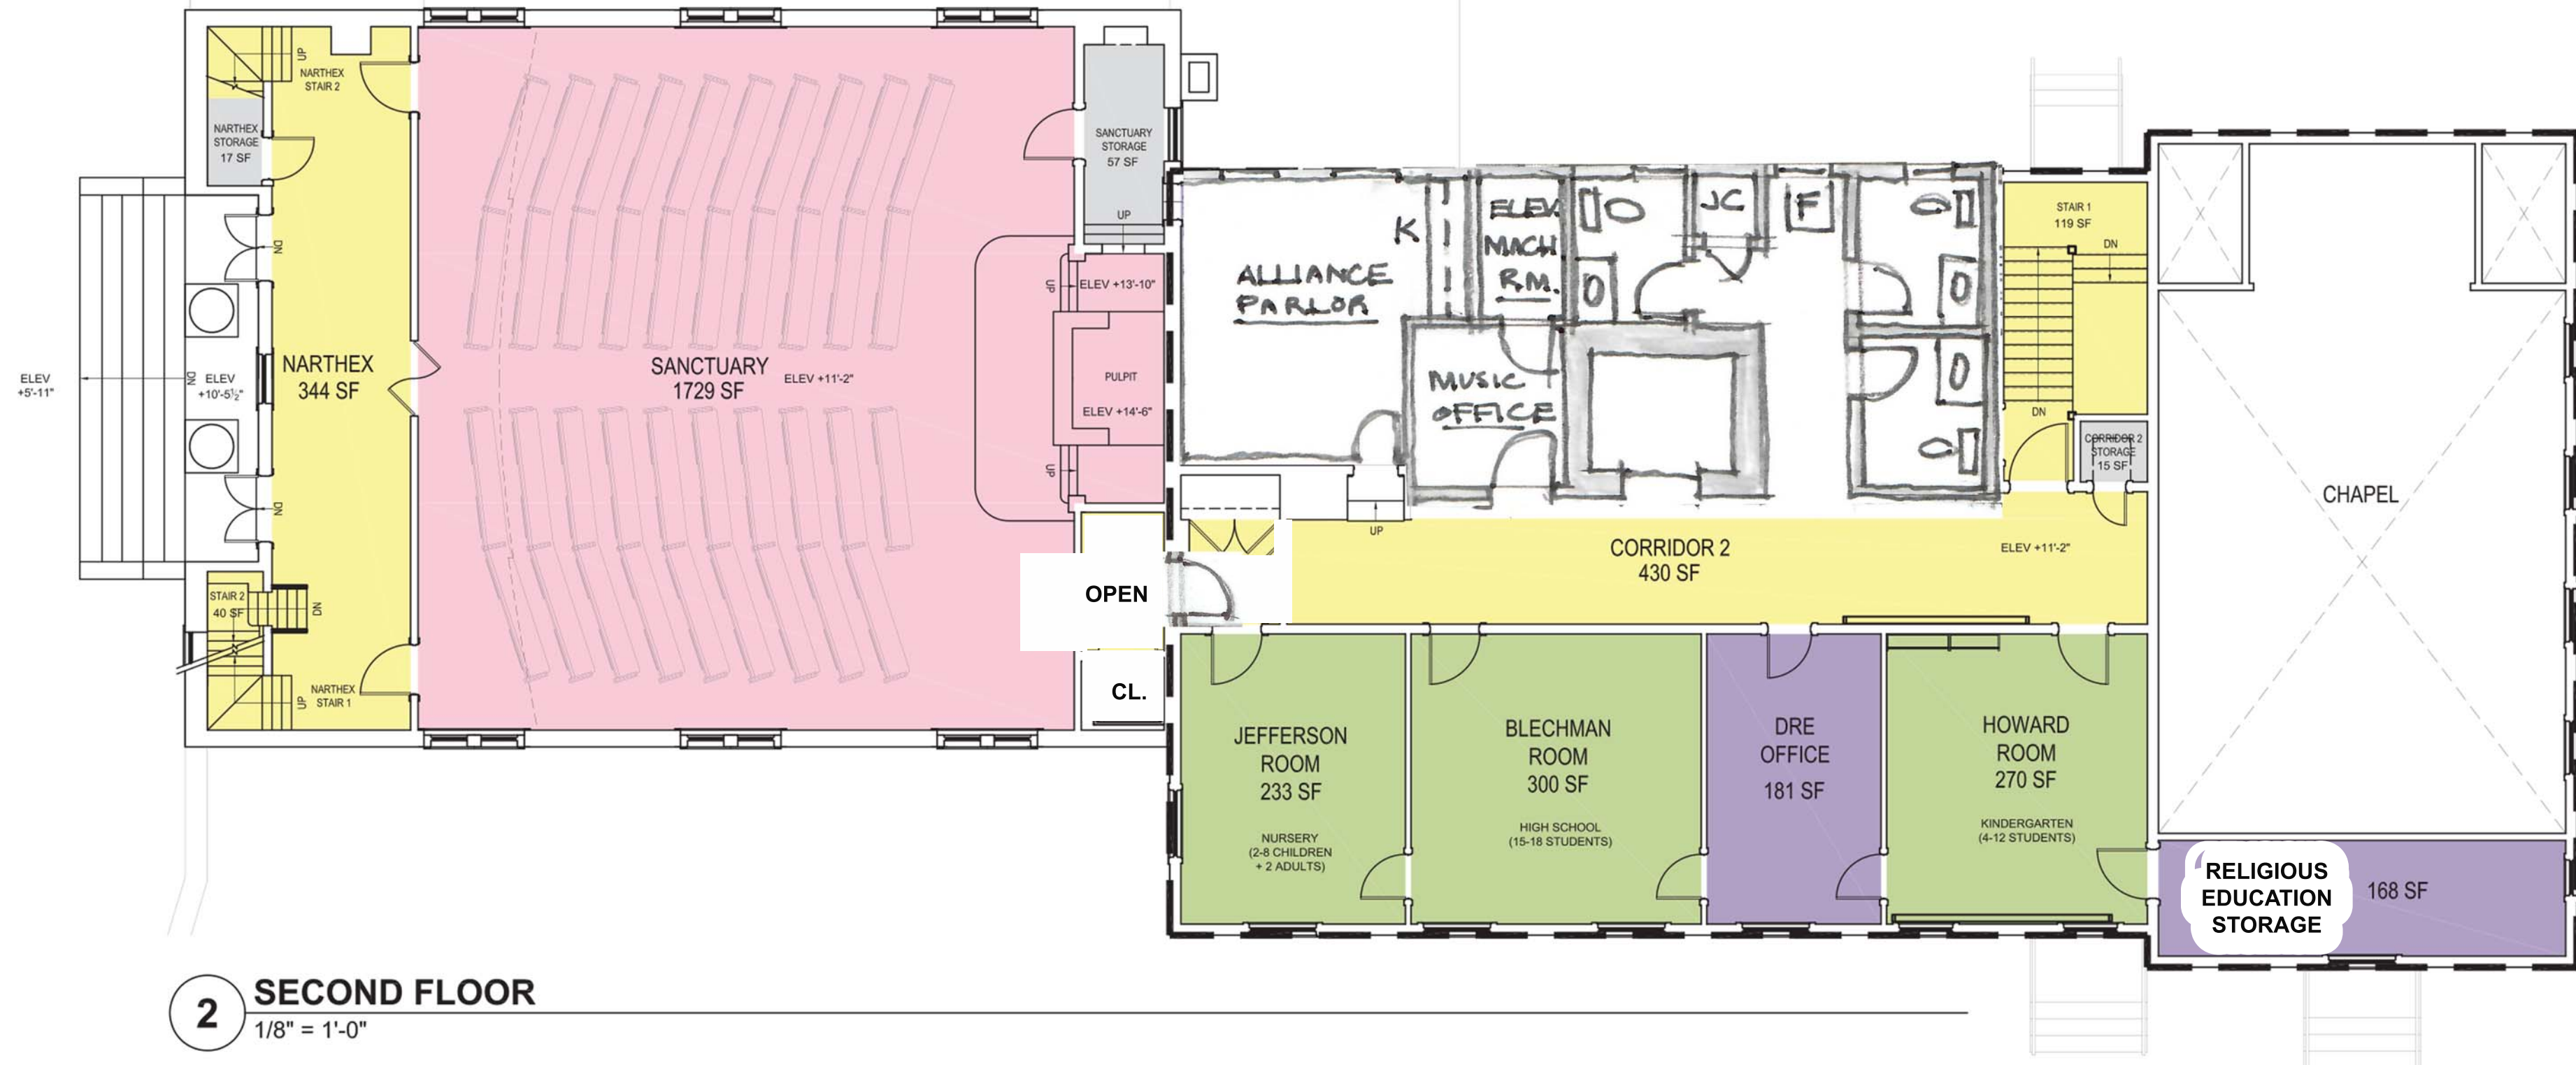 UP
NARTHEX
STAIR 2
NARTHEX
STORAGE
17 SF
DN
ELEV
+5'-11"
DN
ELEV
+10'-5½"
NARTHEX
344 SF
DN
STAIR 2
40 SF
DN
UP
NARTHEX
STAIR 1
SANCTUARY
1729 SF
ELEV +11'-2"
SANCTUARY
STORAGE
57 SF
UP
UP
ELEV +13'-10"
PULPIT
ELEV +14'-6"
UP
OPEN
CL.
ALLIANCE
PARLOR
K
ELEV.
MACH
R.M.
JC
F
MUSIC
OFFICE
UP
STAIR 1
119 SF
DN
DN
CORRIDOR 2
STORAGE
15 SF
CORRIDOR 2
430 SF
ELEV +11'-2"
CHAPEL
JEFFERSON
ROOM
233 SF
NURSERY
(2-8 CHILDREN
+ 2 ADULTS)
BLECHMAN
ROOM
300 SF
HIGH SCHOOL
(15-18 STUDENTS)
DRE
OFFICE
181 SF
HOWARD
ROOM
270 SF
KINDERGARTEN
(4-12 STUDENTS)
RELIGIOUS
EDUCATION
STORAGE
168 SF
2
SECOND FLOOR
1/8" = 1'-0"